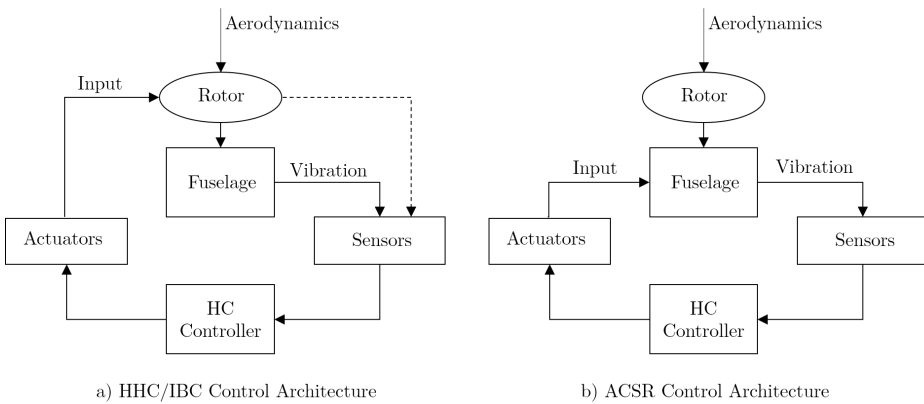 Aerodynamics
Input
Rotor
Fuselage
Vibration
Actuators
Sensors
HC
Controller
a) HHC/IBC Control Architecture
Aerodynamics
Rotor
Input
Fuselage
Vibration
Actuators
Sensors
HC
Controller
b) ACSR Control Architecture